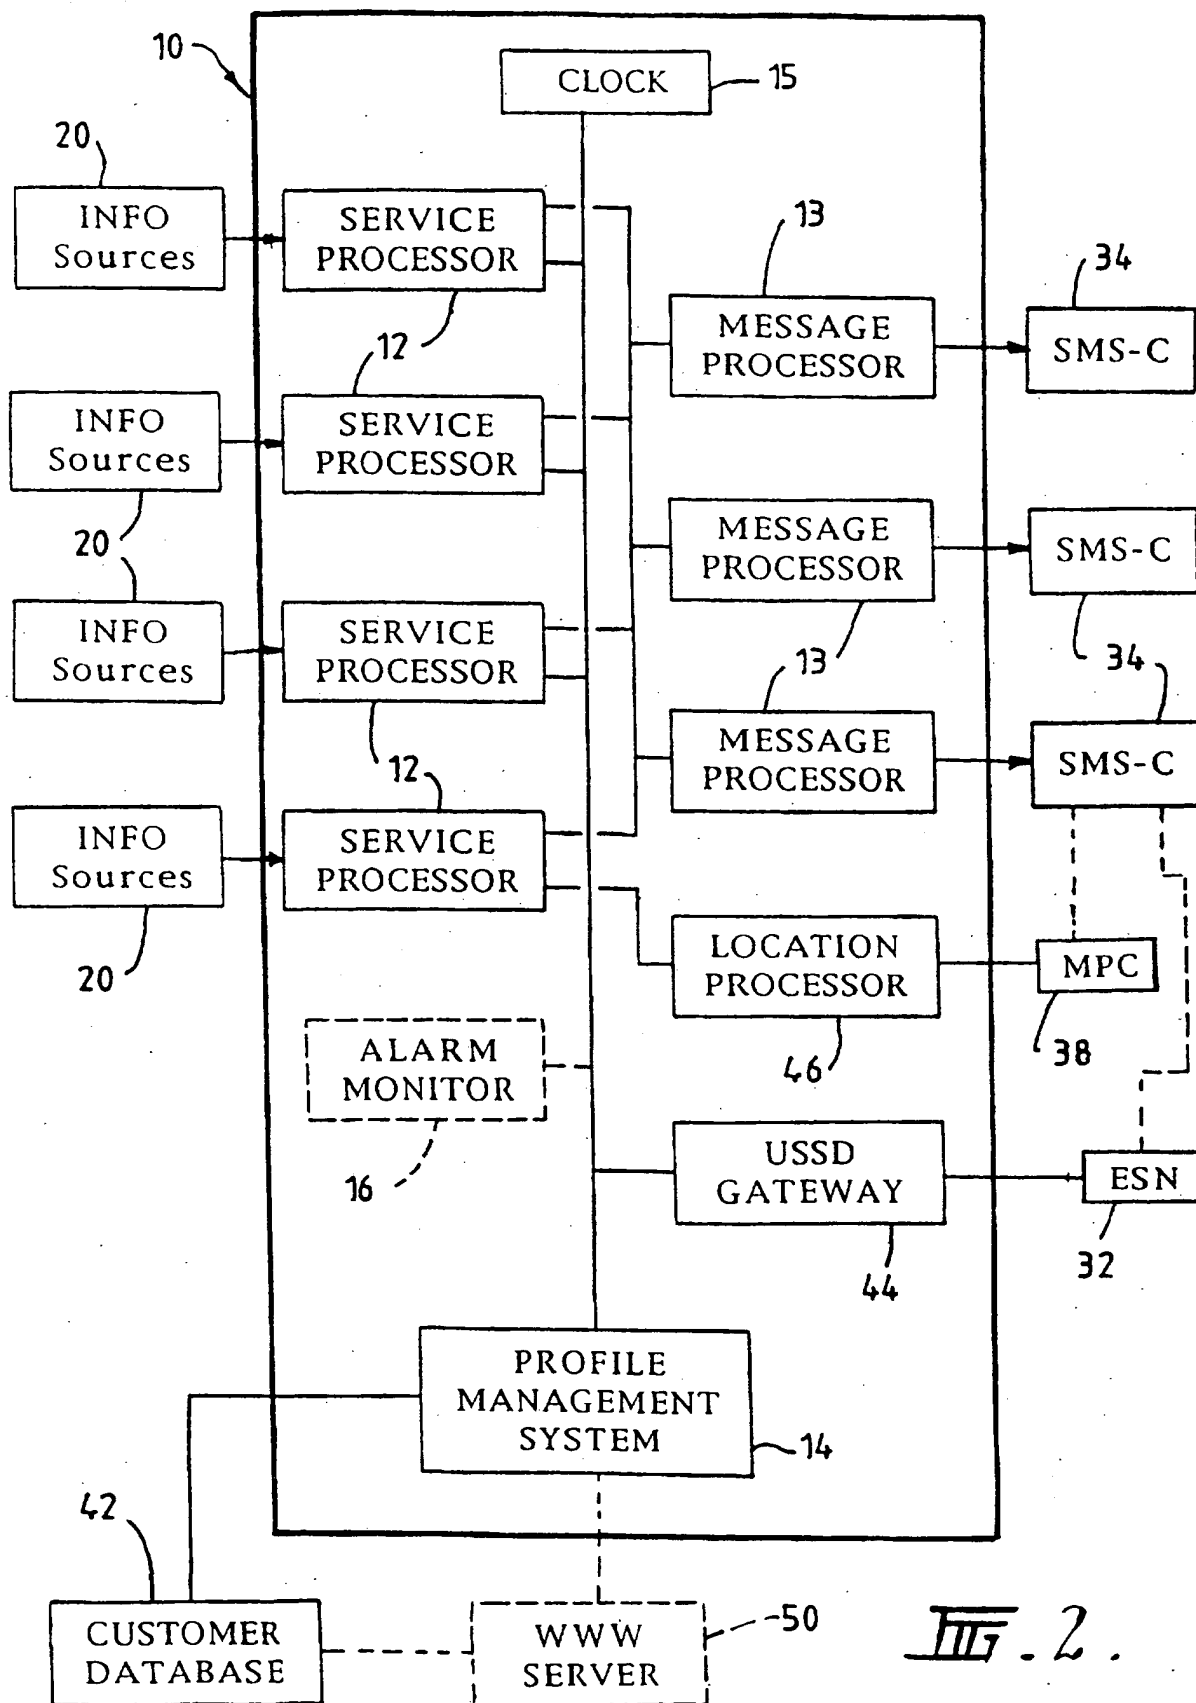 10
CLOCK
15
20
INFO
Sources
SERVICE
PROCESSOR
12
13
MESSAGE
PROCESSOR
34
SMS-C
INFO
Sources
20
SERVICE
PROCESSOR
MESSAGE
PROCESSOR
13
SMS-C
34
INFO
Sources
SERVICE
PROCESSOR
12
MESSAGE
PROCESSOR
SMS-C
INFO
Sources
20
SERVICE
PROCESSOR
LOCATION
PROCESSOR
46
MPC
38
ALARM
MONITOR
16
USSD
GATEWAY
44
ESN
32
PROFILE
MANAGEMENT
SYSTEM
14
42
CUSTOMER
DATABASE
WWW
SERVER
50
FIG. 2.